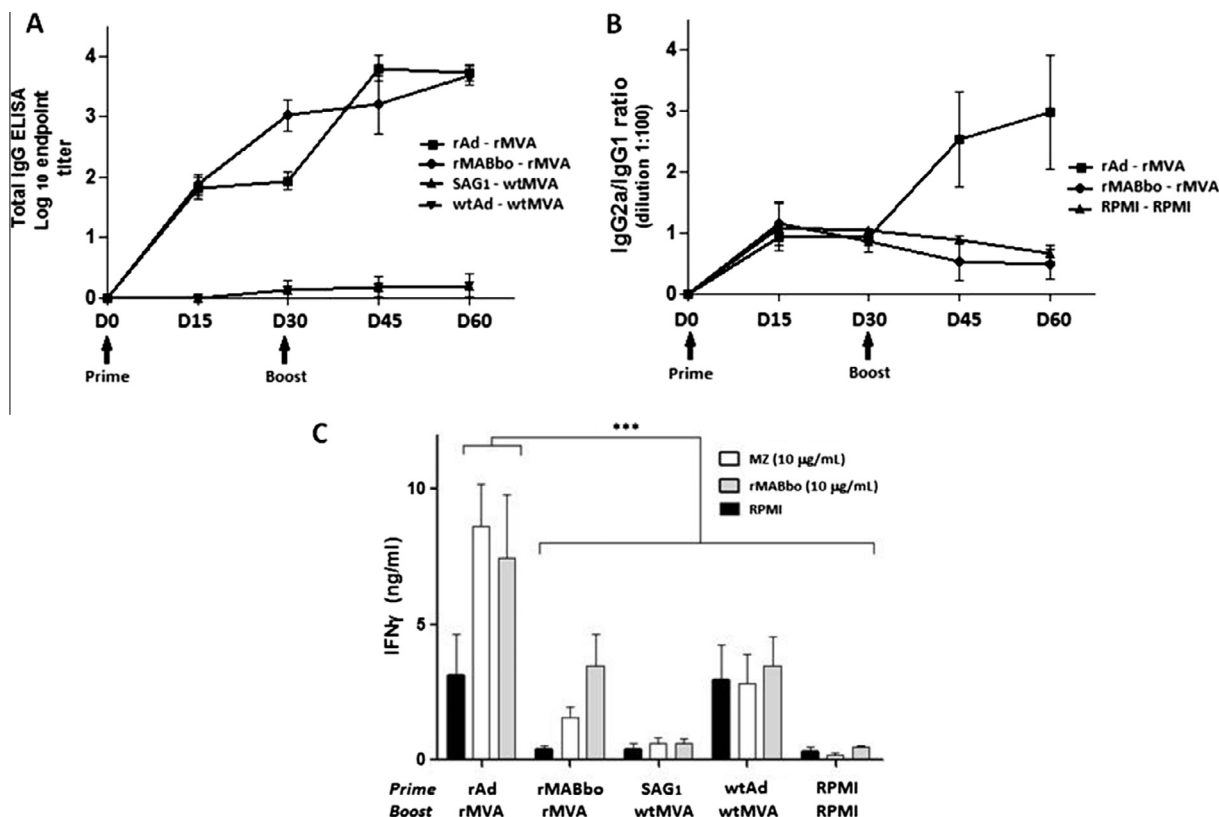 A
Total IgG ELISA
Log 10 endpoint
titer
4
3
2
1
0
D0 D15 D30 D45 D60
Prime Boost
rAd - rMVA
rMABbo - rMVA
SAG1 - wtMVA
wtAd - wtMVA
B
IgG2a/IgG1 ratio
(dilution 1:100)
4
3
2
1
0
D0 D15 D30 D45 D60
Prime Boost
rAd - rMVA
rMABbo - rMVA
RPMI - RPMI
C
***
MZ (10 µg/mL)
rMABbo (10 µg/mL)
RPMI
IFNγ (ng/ml)
10
5
0
Prime rAd rMABbo SAG1 wtAd RPMI
Boost rMVA rMVA wtMVA wtMVA RPMI